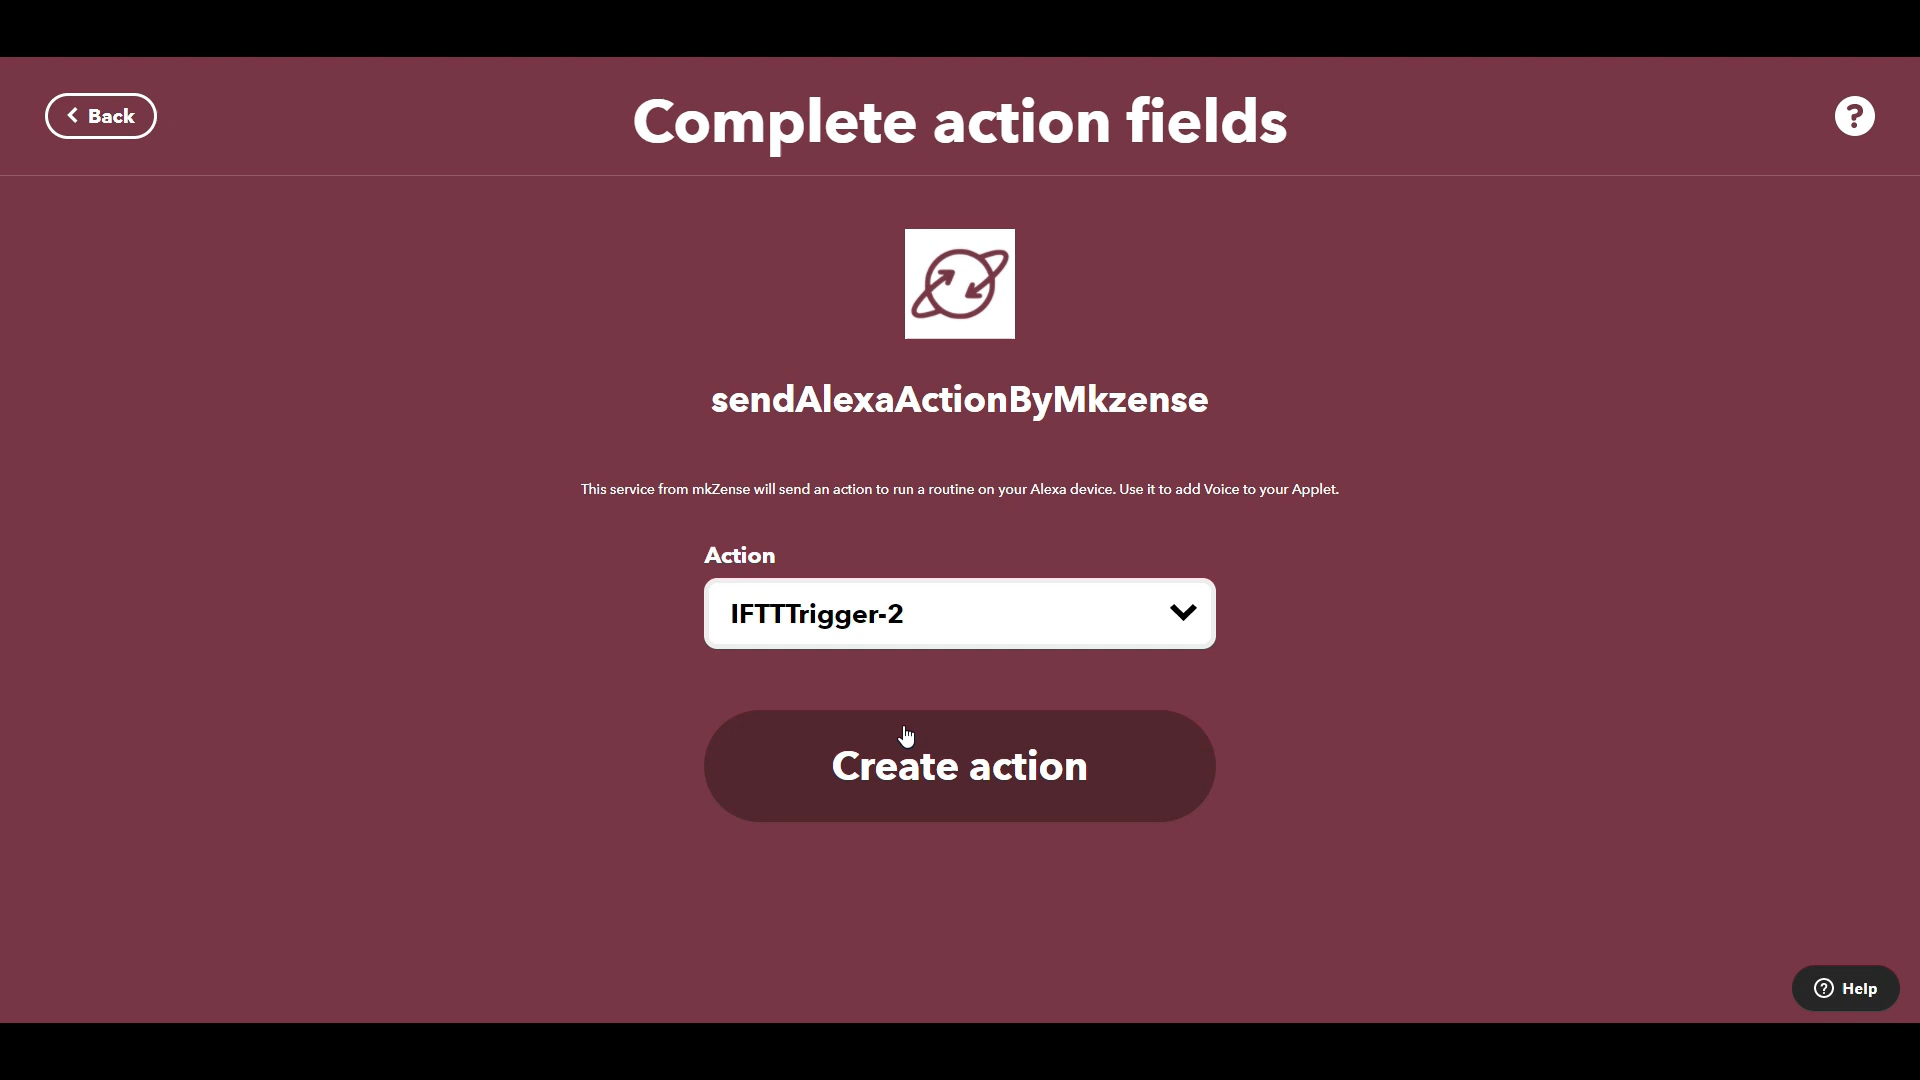 Back
Complete action fields
?
sendAlexaActionByMkzense
This service from mkZense will send an action to run a routine on your Alexa device. Use it to add Voice to your Applet.
Action
IFTTTrigger-2
Create action
? Help